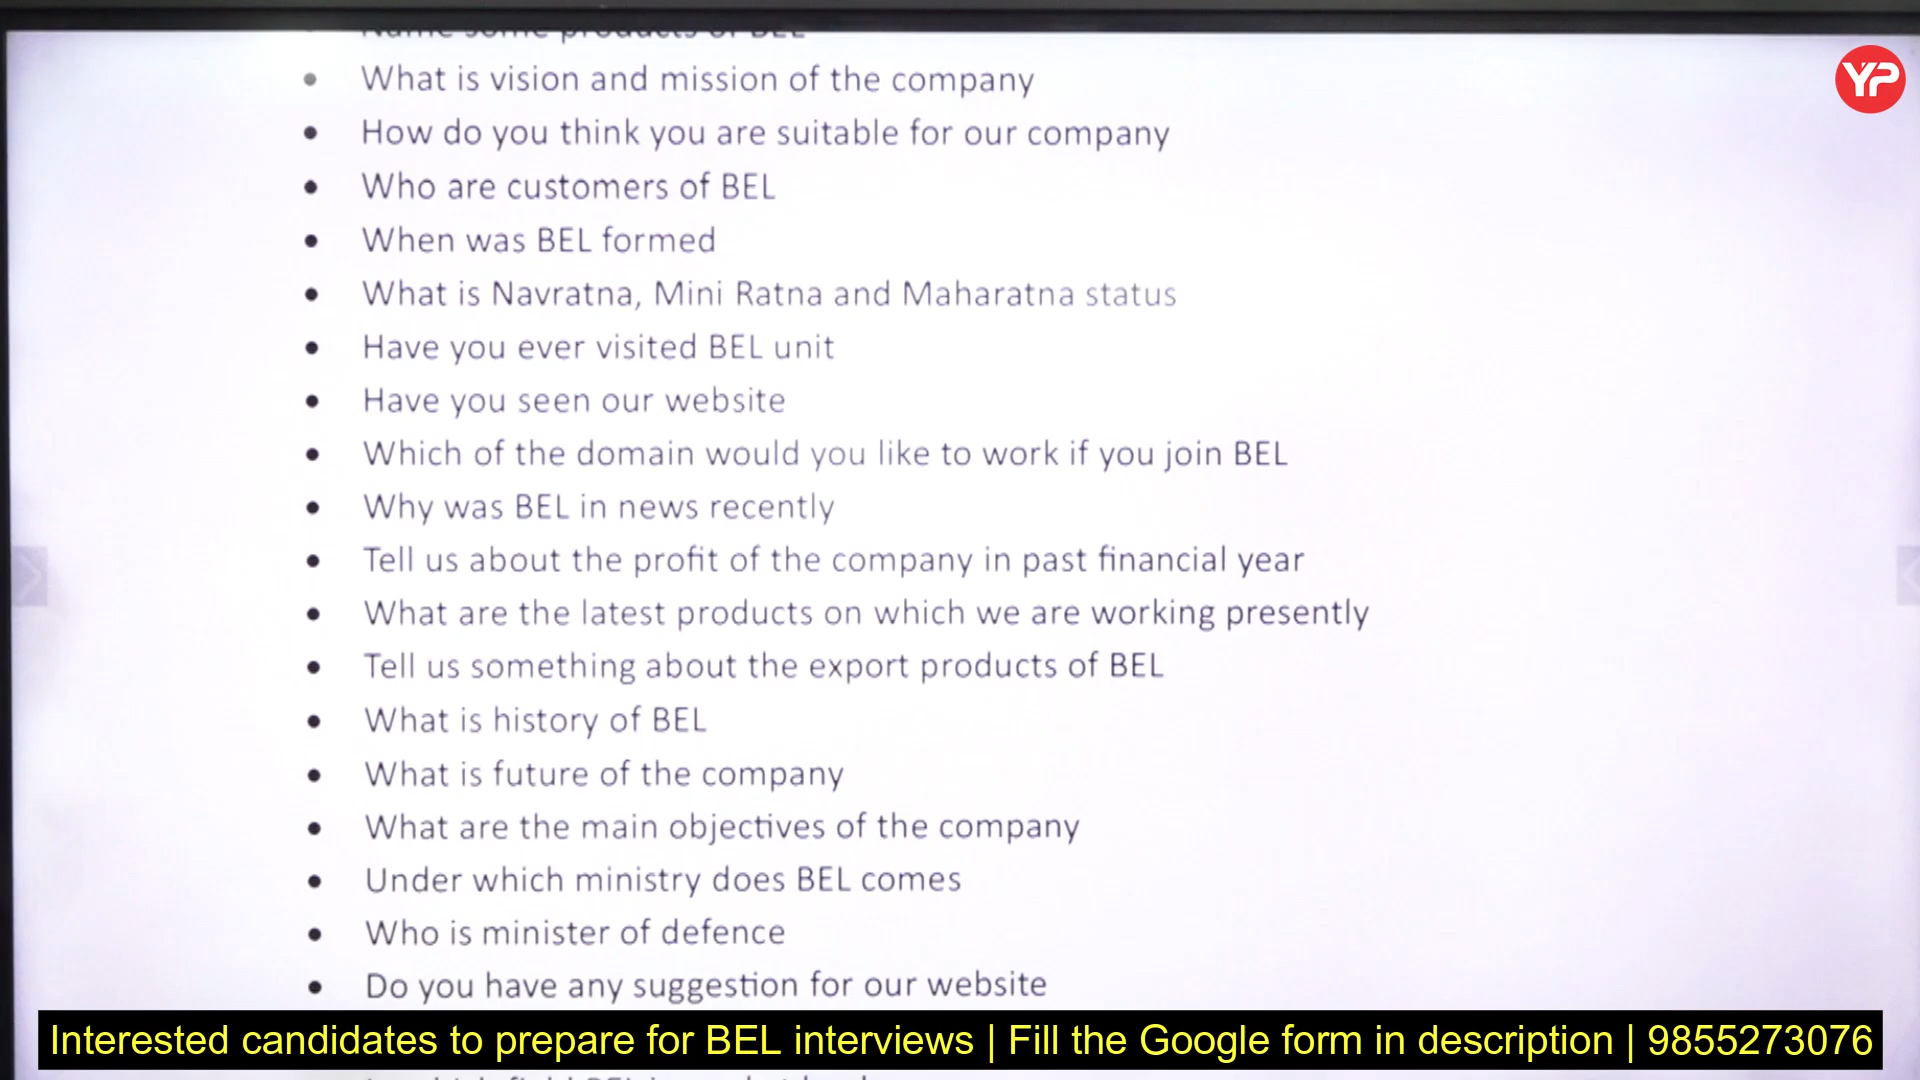 Name some products of BEL
• What is vision and mission of the company
• How do you think you are suitable for our company
• Who are customers of BEL
• When was BEL formed
• What is Navratna, Mini Ratna and Maharatna status
• Have you ever visited BEL unit
• Have you seen our website
• Which of the domain would you like to work if you join BEL
• Why was BEL in news recently
• Tell us about the profit of the company in past financial year
• What are the latest products on which we are working presently
• Tell us something about the export products of BEL
• What is history of BEL
• What is future of the company
• What are the main objectives of the company
• Under which ministry does BEL comes
• Who is minister of defence
• Do you have any suggestion for our website
Interested candidates to prepare for BEL interviews | Fill the Google form in description | 9855273076
YP